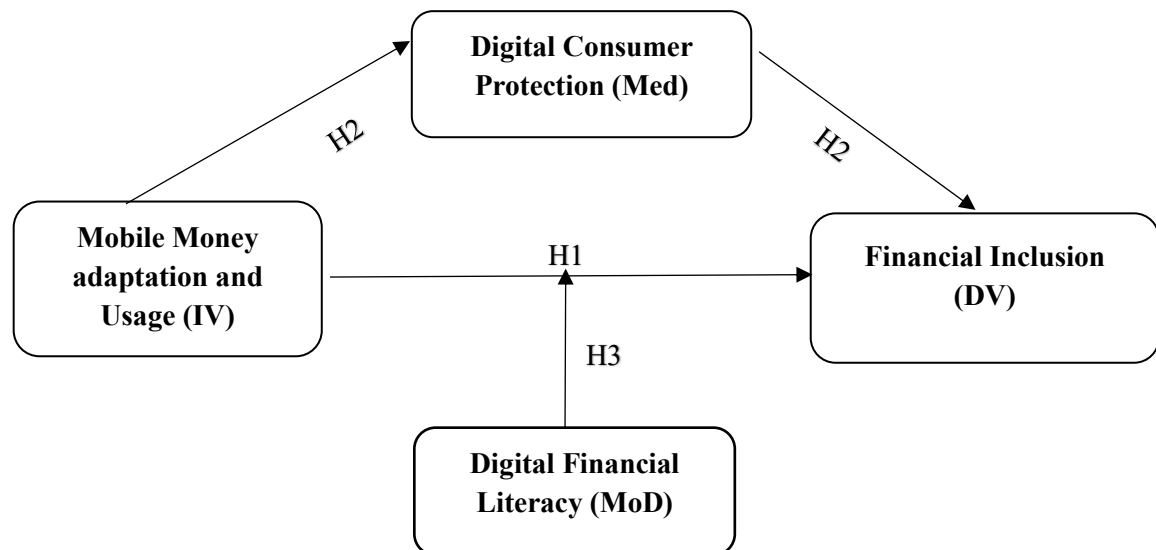 Digital Consumer
Protection (Med)
H2
H2
Mobile Money
adaptation and
Usage (IV)
H1
Financial Inclusion
(DV)
H3
Digital Financial
Literacy (MoD)